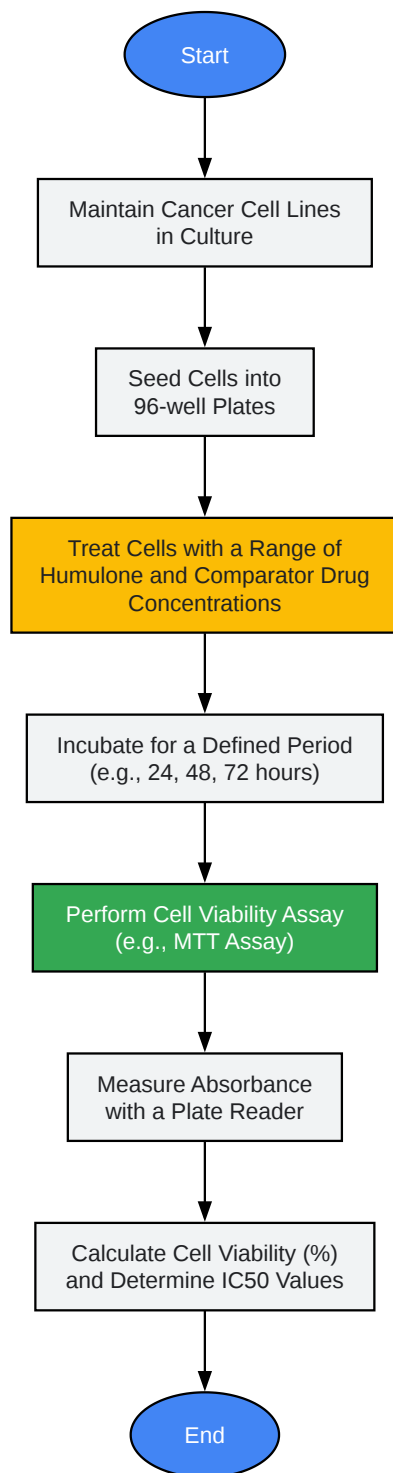 Start
Maintain Cancer Cell Lines
in Culture
Seed Cells into
96-well Plates
Treat Cells with a Range of
Humulone and Comparator Drug
Concentrations
Incubate for a Defined Period
(e.g., 24, 48, 72 hours)
Perform Cell Viability Assay
(e.g., MTT Assay)
Measure Absorbance
with a Plate Reader
Calculate Cell Viability (%)
and Determine IC50 Values
End